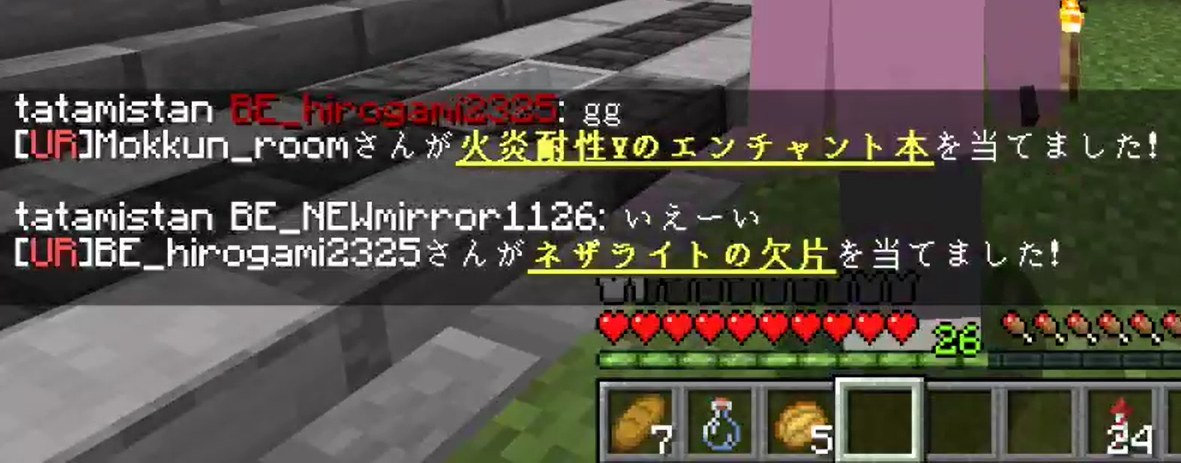 tatamistan BE_hirogami2325: gg
[UR]Mokkun_roomさんが火炎耐性Vのエンチャント本を当てました!
tatamistan BE_NEWmirror1126: いえーい
[UR]BE_hirogami2325さんがネザライトの欠片を当てました!
26
7
5
24